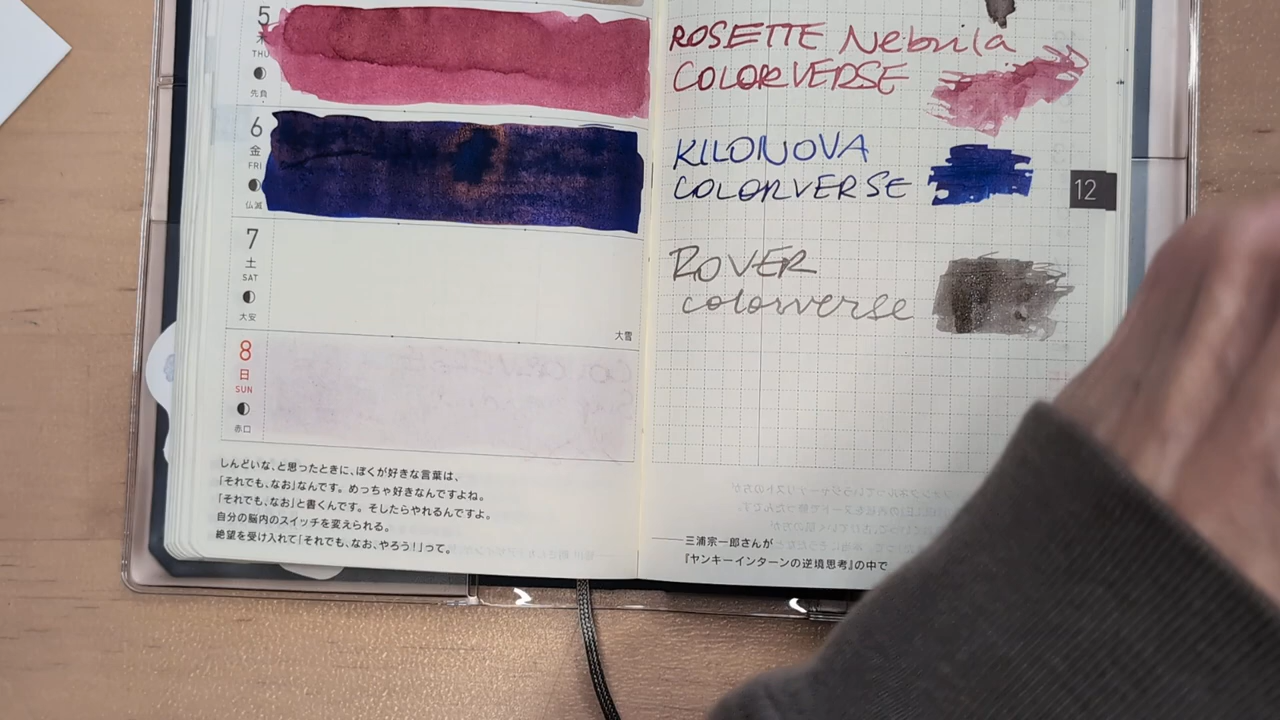 5
木
THU
先負
6
金
FRI
仏滅
7
土
SAT
大安
大雪
8
日
SUN
赤口
しんどいな、と思ったときに、ぼくが好きな言葉は、
「それでも、なお」なんです。めっちゃ好きなんですよね。
「それでも、なお」と書くんです。そしたらやれるんですよ。
自分の脳内のスイッチを変えられる。
絶望を受け入れて「それでも、なお、やろう！」って。
ROSETTE Nebula
COLORVERSE
KILONOVA
COLORVERSE
12
ROVER
colorverse
三浦宗一郎さんが
『ヤンキーインターンの逆境思考』の中で